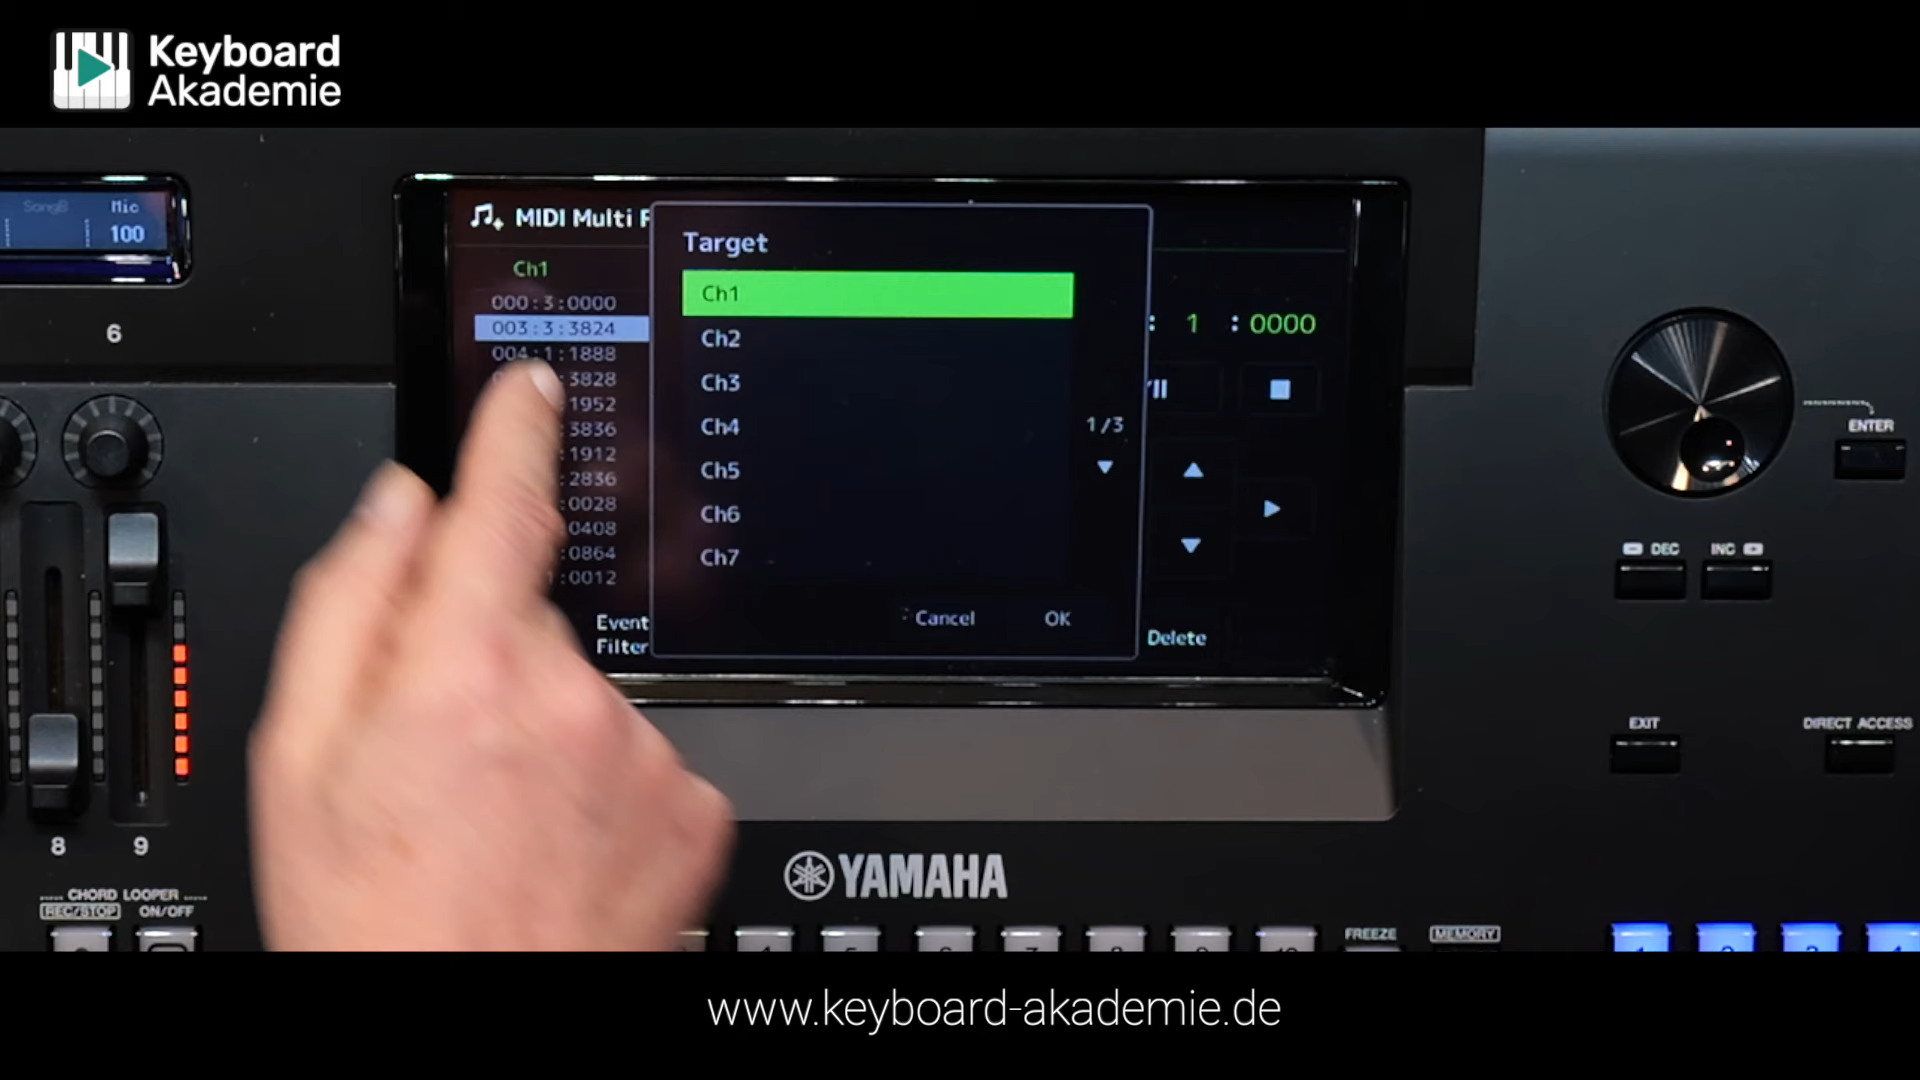 Keyboard
Akademie
SongB
Mic
100
6
MIDI Multi
Ch1
000:3:0000
003:3:3824
004:1:1888
:3828
:1952
:3836
:1912
:2836
:0028
:0408
:0864
1:0012
Event
Filter
Target
Ch1
Ch2
Ch3
Ch4
Ch5
Ch6
Ch7
1/3
Cancel
OK
: 1 : 0000
Delete
ENTER
DEC
INC
EXIT
DIRECT ACCESS
8
9
CHORD LOOPER
REC/STOP
ON/OFF
YAMAHA
FREEZE
MEMORY
www.keyboard-akademie.de